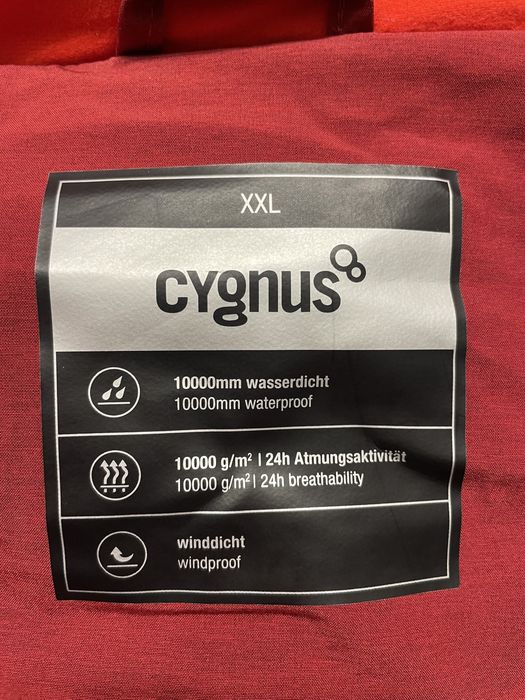 XXL
cygnus
10000mm wasserdicht
10000mm waterproof
10000 g/m² | 24h Atmungsaktivität
10000 g/m² | 24h breathability
winddicht
windproof